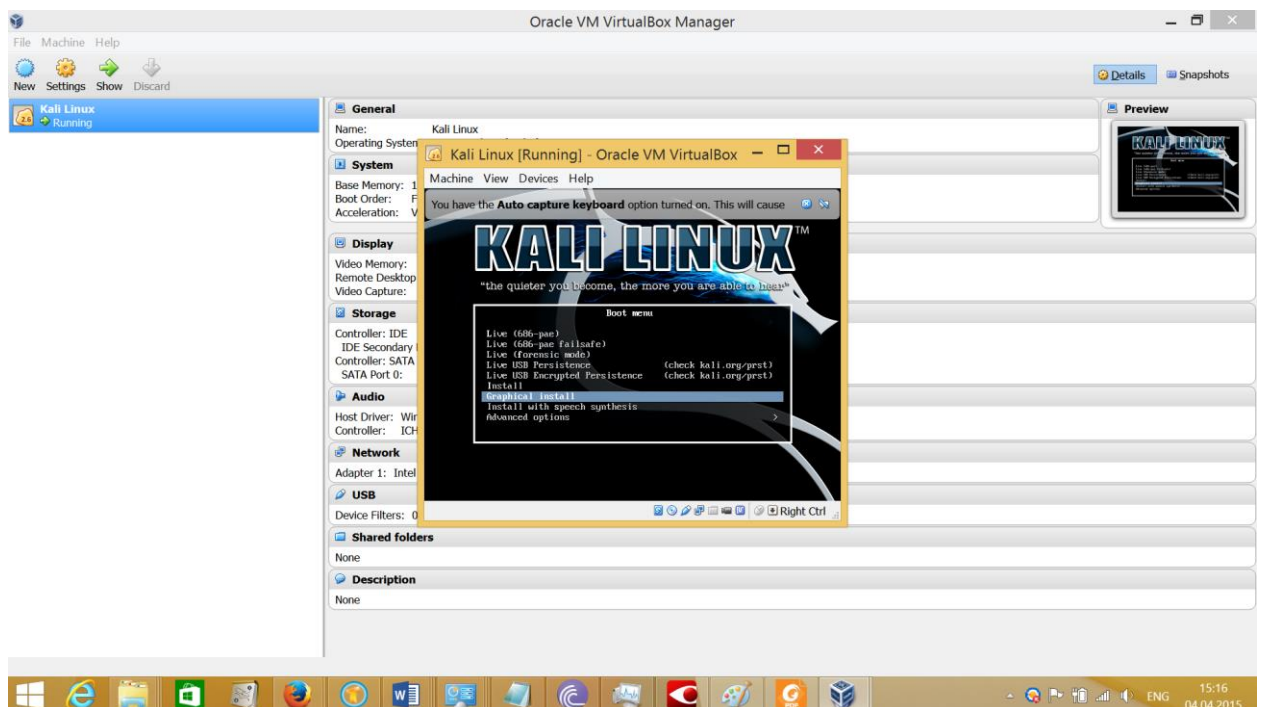 Oracle VM VirtualBox Manager
File Machine Help
New Settings Show Discard
Details Snapshots
Kali Linux
Running
General
Name: Kali Linux
Operating System
System
Base Memory: 1
Boot Order: F
Acceleration: V
Display
Video Memory:
Remote Desktop
Video Capture:
Storage
Controller: IDE
IDE Secondary
Controller: SATA
SATA Port 0:
Audio
Host Driver: Wir
Controller: ICH
Network
Adapter 1: Intel
USB
Device Filters: 0
Shared folders
None
Description
None
Preview
KALI LINUX
Kali Linux [Running] - Oracle VM VirtualBox
Machine View Devices Help
You have the Auto capture keyboard option turned on. This will cause
KALI LINUX™
"the quieter you become, the more you are able to hear"
Boot menu
Live (686-pae)
Live (686-pae failsafe)
Live (forensic mode)
Live USB Persistence (check kali.org/prst)
Live USB Encrypted Persistence (check kali.org/prst)
Install
Graphical install
Install with speech synthesis
Advanced options >
Right Ctrl
ENG
15:16
04.04.2015